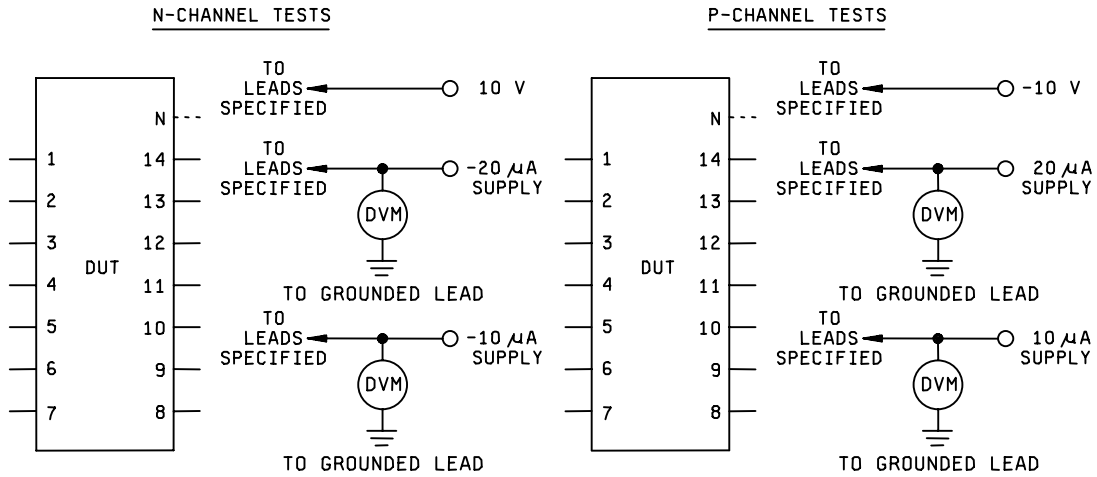 N-CHANNEL TESTS
TO
LEADS
SPECIFIED
10 V
N
TO
LEADS
SPECIFIED
-20 µA
SUPPLY
DVM
TO GROUNDED LEAD
1
2
3
4
5
6
7
DUT
14
13
12
11
10
9
8
TO
LEADS
SPECIFIED
-10 µA
SUPPLY
DVM
TO GROUNDED LEAD
P-CHANNEL TESTS
TO
LEADS
SPECIFIED
-10 V
N
TO
LEADS
SPECIFIED
20 µA
SUPPLY
DVM
TO GROUNDED LEAD
1
2
3
4
5
6
7
DUT
14
13
12
11
10
9
8
TO
LEADS
SPECIFIED
10 µA
SUPPLY
DVM
TO GROUNDED LEAD